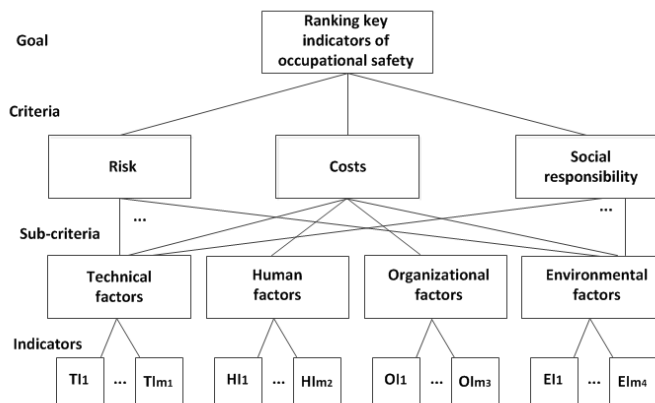 Goal
Ranking key
indicators of
occupational safety
Criteria
Risk
Costs
Social
responsibility
...
...
Sub-criteria
Technical
factors
Human
factors
Organizational
factors
Environmental
factors
Indicators
TI1 ... TIm1
HI1 ... HIm2
OI1 ... OIm3
EI1 ... EIm4